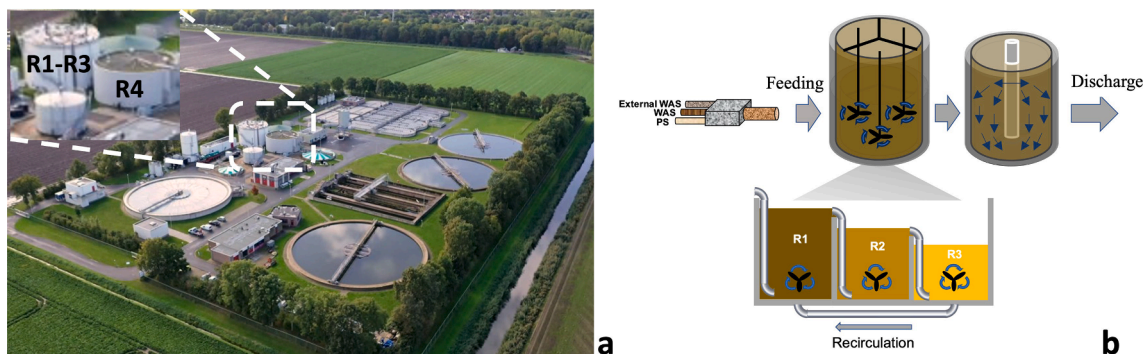 R1-R3
R4
a
Feeding
Discharge
External WAS
WAS
PS
R1
R2
R3
Recirculation
b